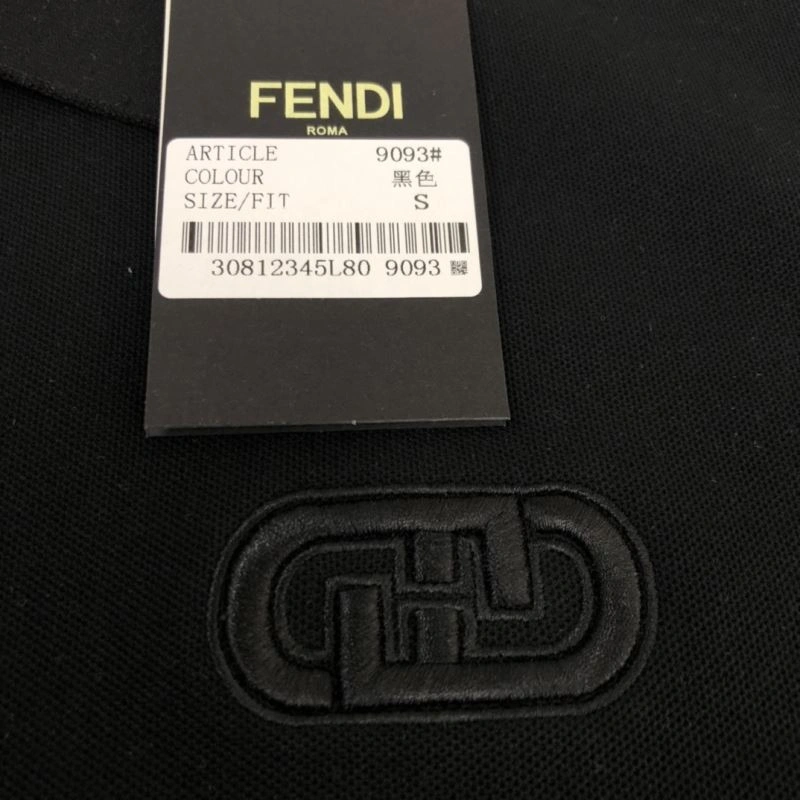 FENDI
ROMA
ARTICLE 9093#
COLOUR 黑色
SIZE/FIT S
30812345L80 9093